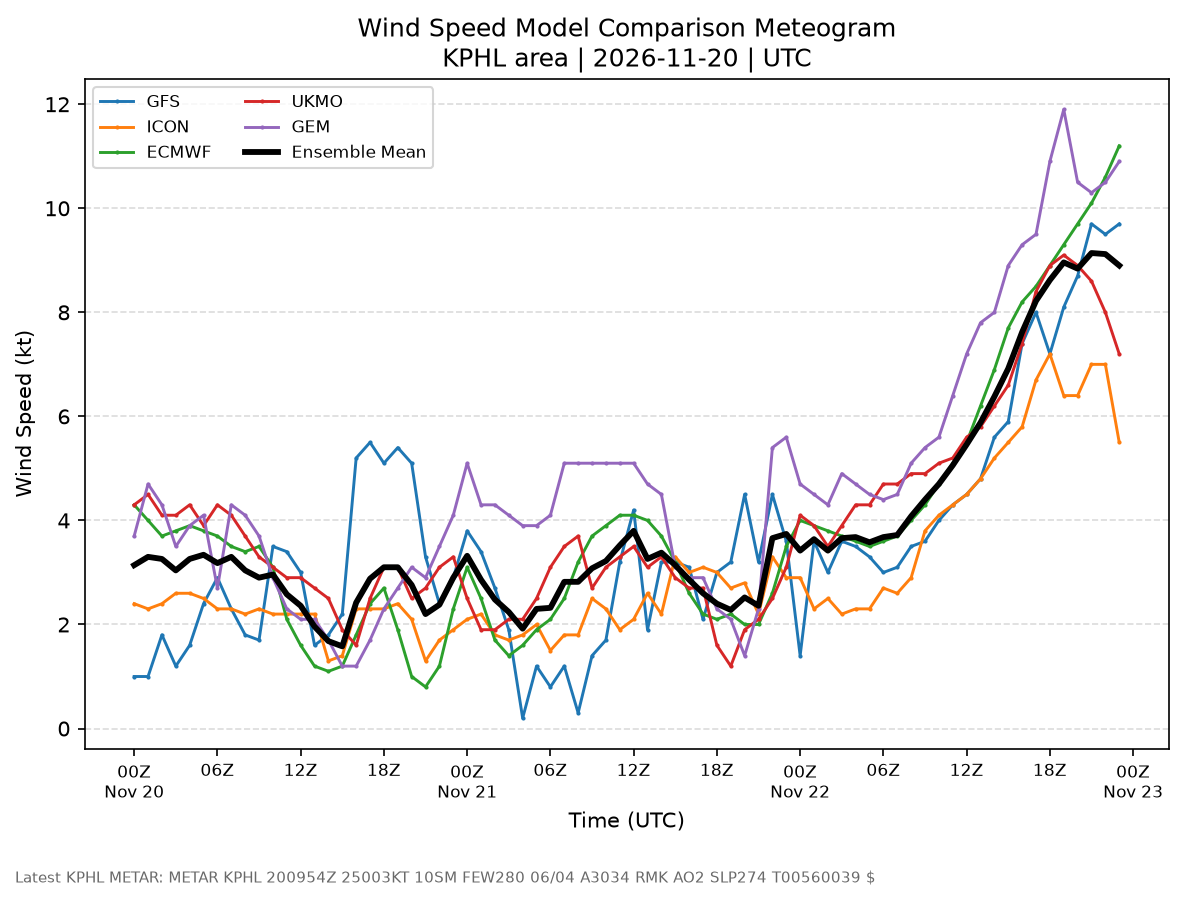 Wind Speed Model Comparison Meteogram
KPHL area | 2026-11-20 | UTC
GFS
ICON
ECMWF
UKMO
GEM
Ensemble Mean
Wind Speed (kt)
12
10
8
6
4
2
0
00Z 06Z 12Z 18Z 00Z 06Z 12Z 18Z 00Z 06Z 12Z 18Z 00Z
Nov 20 Nov 21 Nov 22 Nov 23
Time (UTC)
Latest KPHL METAR: METAR KPHL 200954Z 25003KT 10SM FEW280 06/04 A3034 RMK AO2 SLP274 T00560039 $